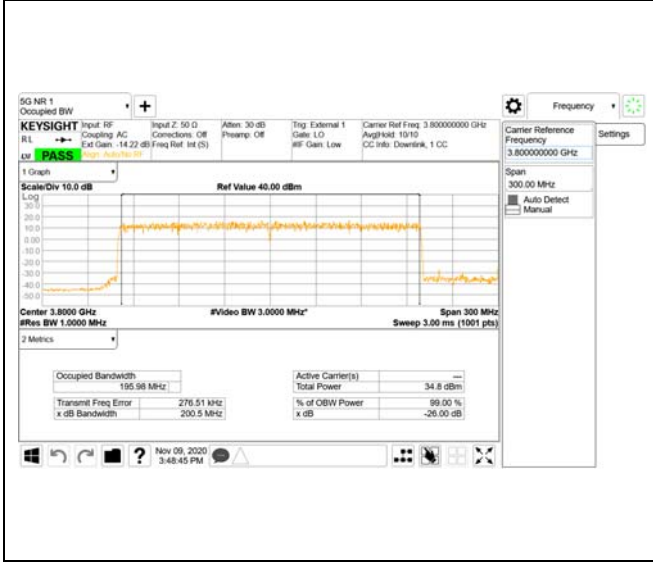 5G NR 1
Occupied BW
Frequency
KEYSIGHT
R L
PASS
Input: RF
Coupling: AC
Ext Gain: -14.22 dB
Align: Auto/No RF
Input Z: 50 Ω
Corrections: Off
Freq Ref: Int (S)
Atten: 30 dB
Preamp: Off
Trig: External 1
Gate: LO
#IF Gain: Low
Carrier Ref Freq: 3.800000000 GHz
Avg|Hold: 10/10
CC Info: Downlink, 1 CC
Carrier Reference
Frequency
3.800000000 GHz
Settings
Span
300.00 MHz
Auto Detect
Manual
1 Graph
Scale/Div 10.0 dB
Ref Value 40.00 dBm
Log
30.0
20.0
10.0
0.00
-10.0
-20.0
-30.0
-40.0
-50.0
Center 3.8000 GHz
#Video BW 3.0000 MHz*
Span 300 MHz
#Res BW 1.0000 MHz
Sweep 3.00 ms (1001 pts)
2 Metrics
Occupied Bandwidth
195.98 MHz
Active Carrier(s)
---
Total Power
34.8 dBm
Transmit Freq Error
276.51 kHz
% of OBW Power
99.00 %
x dB Bandwidth
200.5 MHz
x dB
-26.00 dB
?
Nov 09, 2020
3:48:45 PM